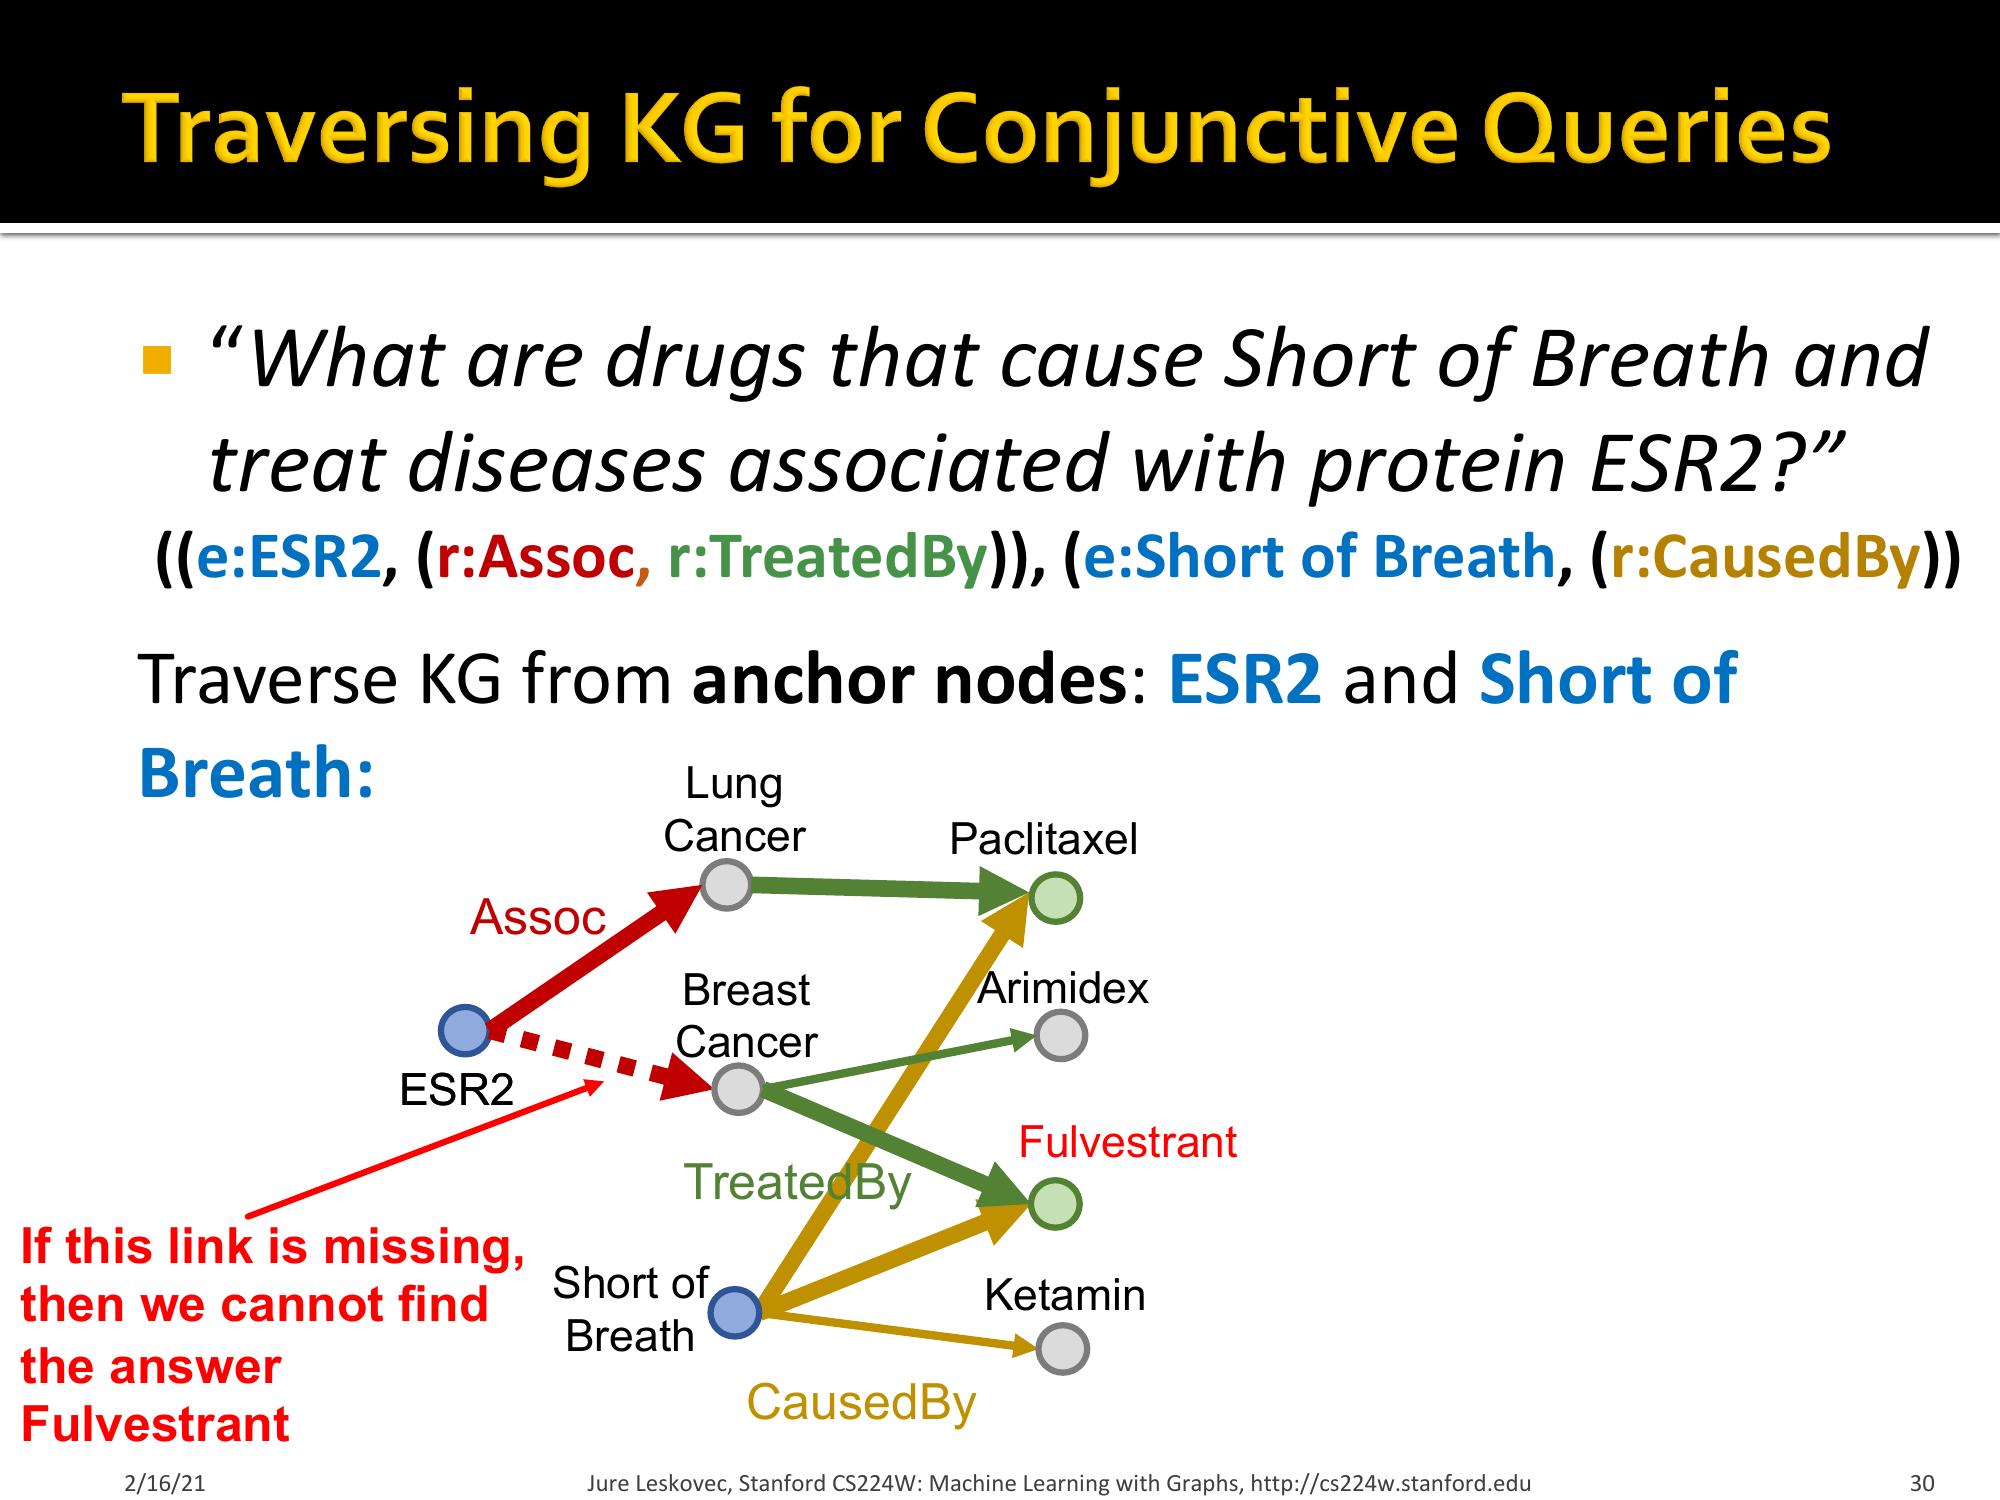 Traversing KG for Conjunctive Queries
“What are drugs that cause Short of Breath and
treat diseases associated with protein ESR2?”
((e:ESR2, (r:Assoc, r:TreatedBy)), (e:Short of Breath, (r:CausedBy))
Traverse KG from anchor nodes: ESR2 and Short of
Breath:
Lung
Cancer
Paclitaxel
Assoc
Breast
Cancer
Arimidex
ESR2
Fulvestrant
TreatedBy
If this link is missing,
then we cannot find
the answer
Fulvestrant
Short of
Breath
Ketamin
CausedBy
2/16/21
Jure Leskovec, Stanford CS224W: Machine Learning with Graphs, http://cs224w.stanford.edu
30